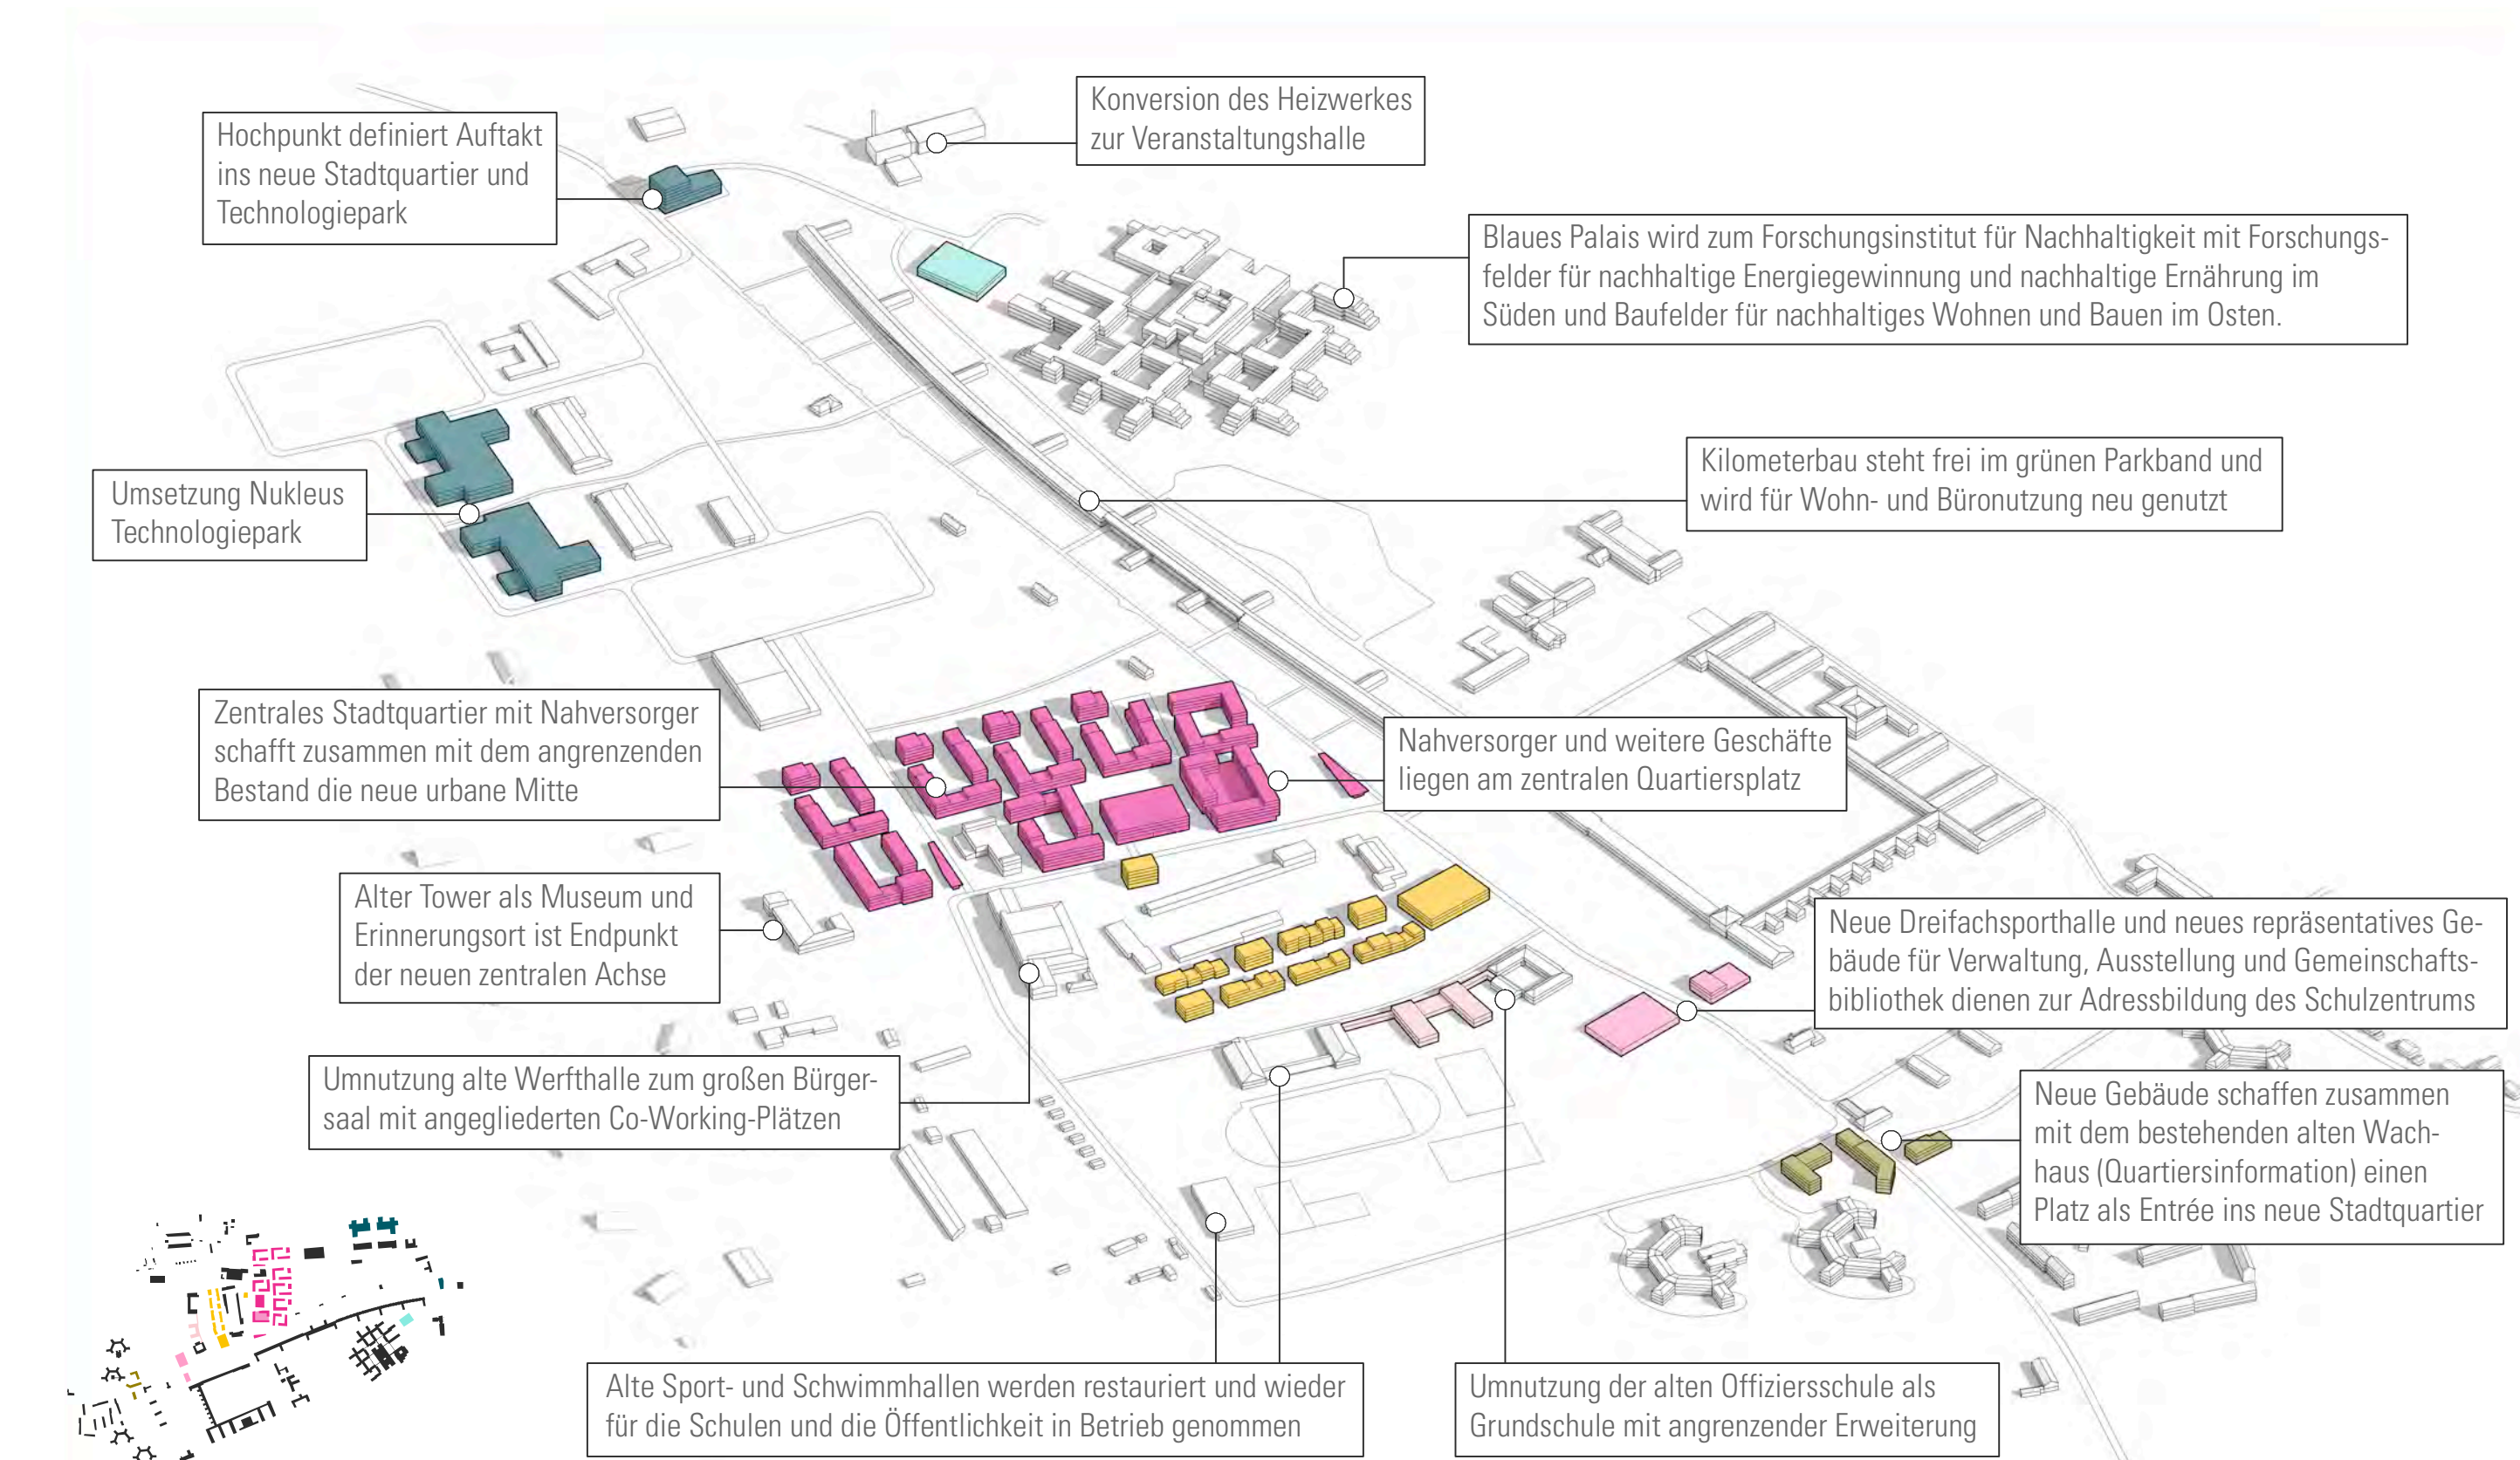 Konversion des Heizwerkes
zur Veranstaltungshalle
Hochpunkt definiert Auftakt
ins neue Stadtquartier und
Technologiepark
Blaues Palais wird zum Forschungsinstitut für Nachhaltigkeit mit Forschungs-
felder für nachhaltige Energiegewinnung und nachhaltige Ernährung im
Süden und Baufelder für nachhaltiges Wohnen und Bauen im Osten.
Kilometerbau steht frei im grünen Parkband und
wird für Wohn- und Büronutzung neu genutzt
Umsetzung Nukleus
Technologiepark
Zentrales Stadtquartier mit Nahversorger
schafft zusammen mit dem angrenzenden
Bestand die neue urbane Mitte
Nahversorger und weitere Geschäfte
liegen am zentralen Quartiersplatz
Alter Tower als Museum und
Erinnerungsort ist Endpunkt
der neuen zentralen Achse
Neue Dreifachsporthalle und neues repräsentatives Ge-
bäude für Verwaltung, Ausstellung und Gemeinschafts-
bibliothek dienen zur Adressbildung des Schulzentrums
Umnutzung alte Werfthalle zum großen Bürger-
saal mit angegliederten Co-Working-Plätzen
Neue Gebäude schaffen zusammen
mit dem bestehenden alten Wach-
haus (Quartiersinformation) einen
Platz als Entrée ins neue Stadtquartier
Alte Sport- und Schwimmhallen werden restauriert und wieder
für die Schulen und die Öffentlichkeit in Betrieb genommen
Umnutzung der alten Offiziersschule als
Grundschule mit angrenzender Erweiterung